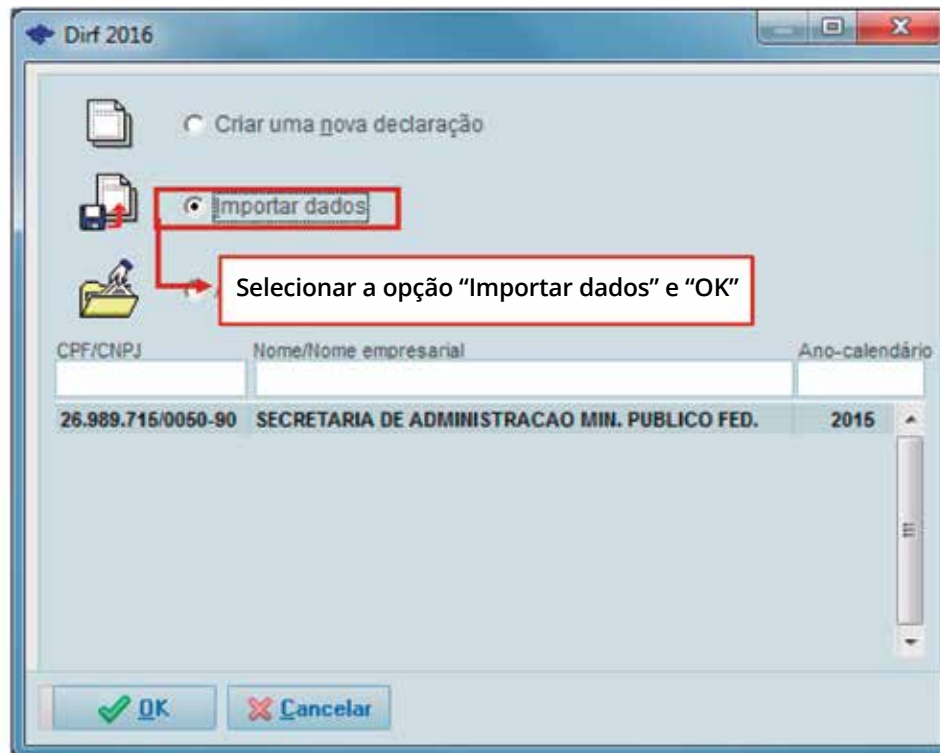 Dirf 2016
Criar uma nova declaração
Importar dados
Selecionar a opção “Importar dados” e “OK”
CPF/CNPJ Nome/Nome empresarial Ano-calendário
26.989.715/0050-90 SECRETARIA DE ADMINISTRACAO MIN. PUBLICO FED. 2015
OK Cancelar